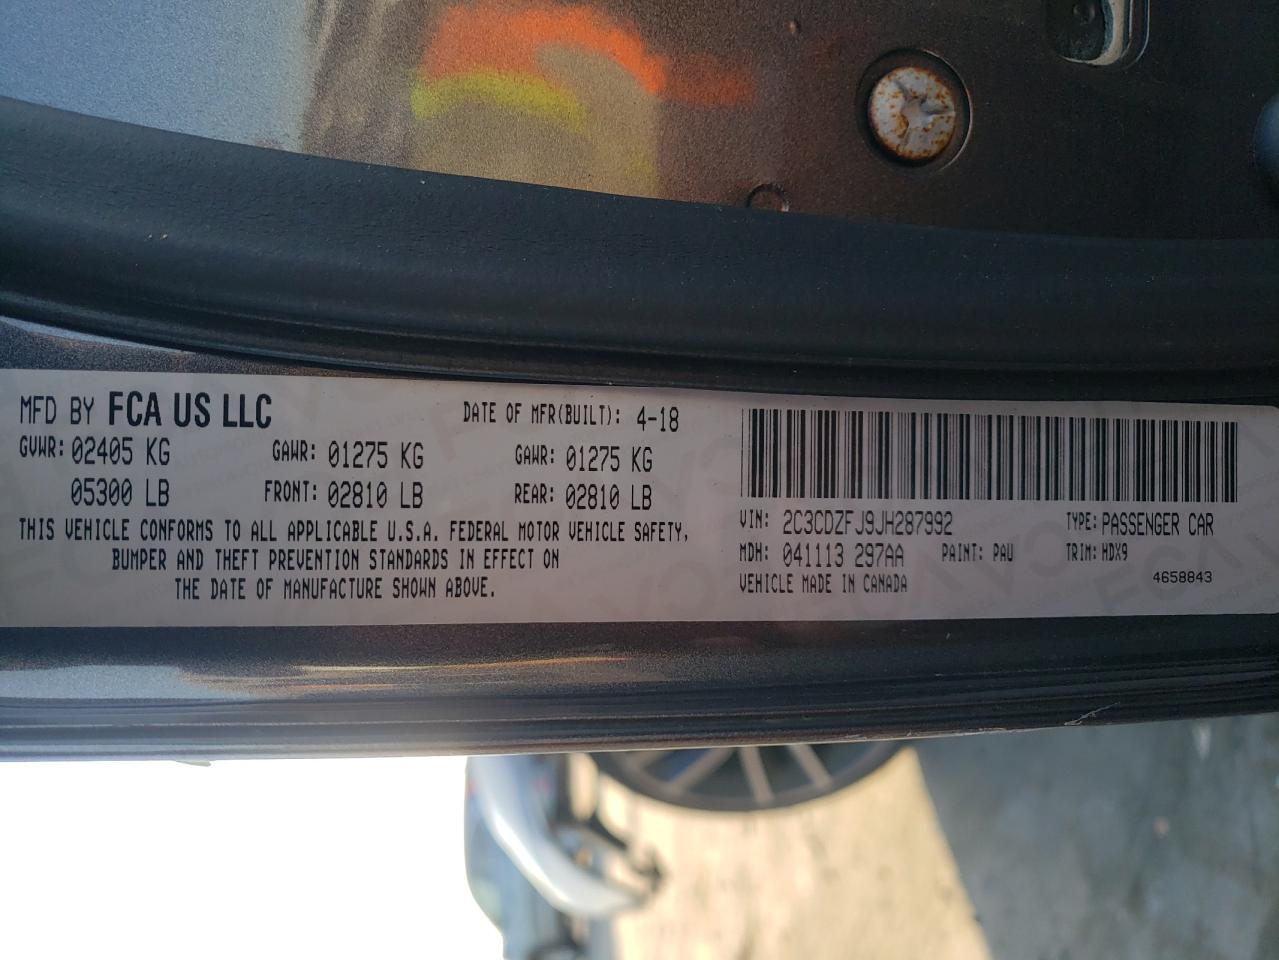 MFD BY FCA US LLC DATE OF MFR(BUILT): 4-18
GVWR: 02405 KG GAWR: 01275 KG GAWR: 01275 KG
05300 LB FRONT: 02810 LB REAR: 02810 LB
THIS VEHICLE CONFORMS TO ALL APPLICABLE U.S.A. FEDERAL MOTOR VEHICLE SAFETY,
BUMPER AND THEFT PREVENTION STANDARDS IN EFFECT ON
THE DATE OF MANUFACTURE SHOWN ABOVE.
VIN: 2C3CDZFJ9JH287992 TYPE: PASSENGER CAR
MDH: 041113 297AA PAINT: PAU TRIM: HDX9
VEHICLE MADE IN CANADA 4658843